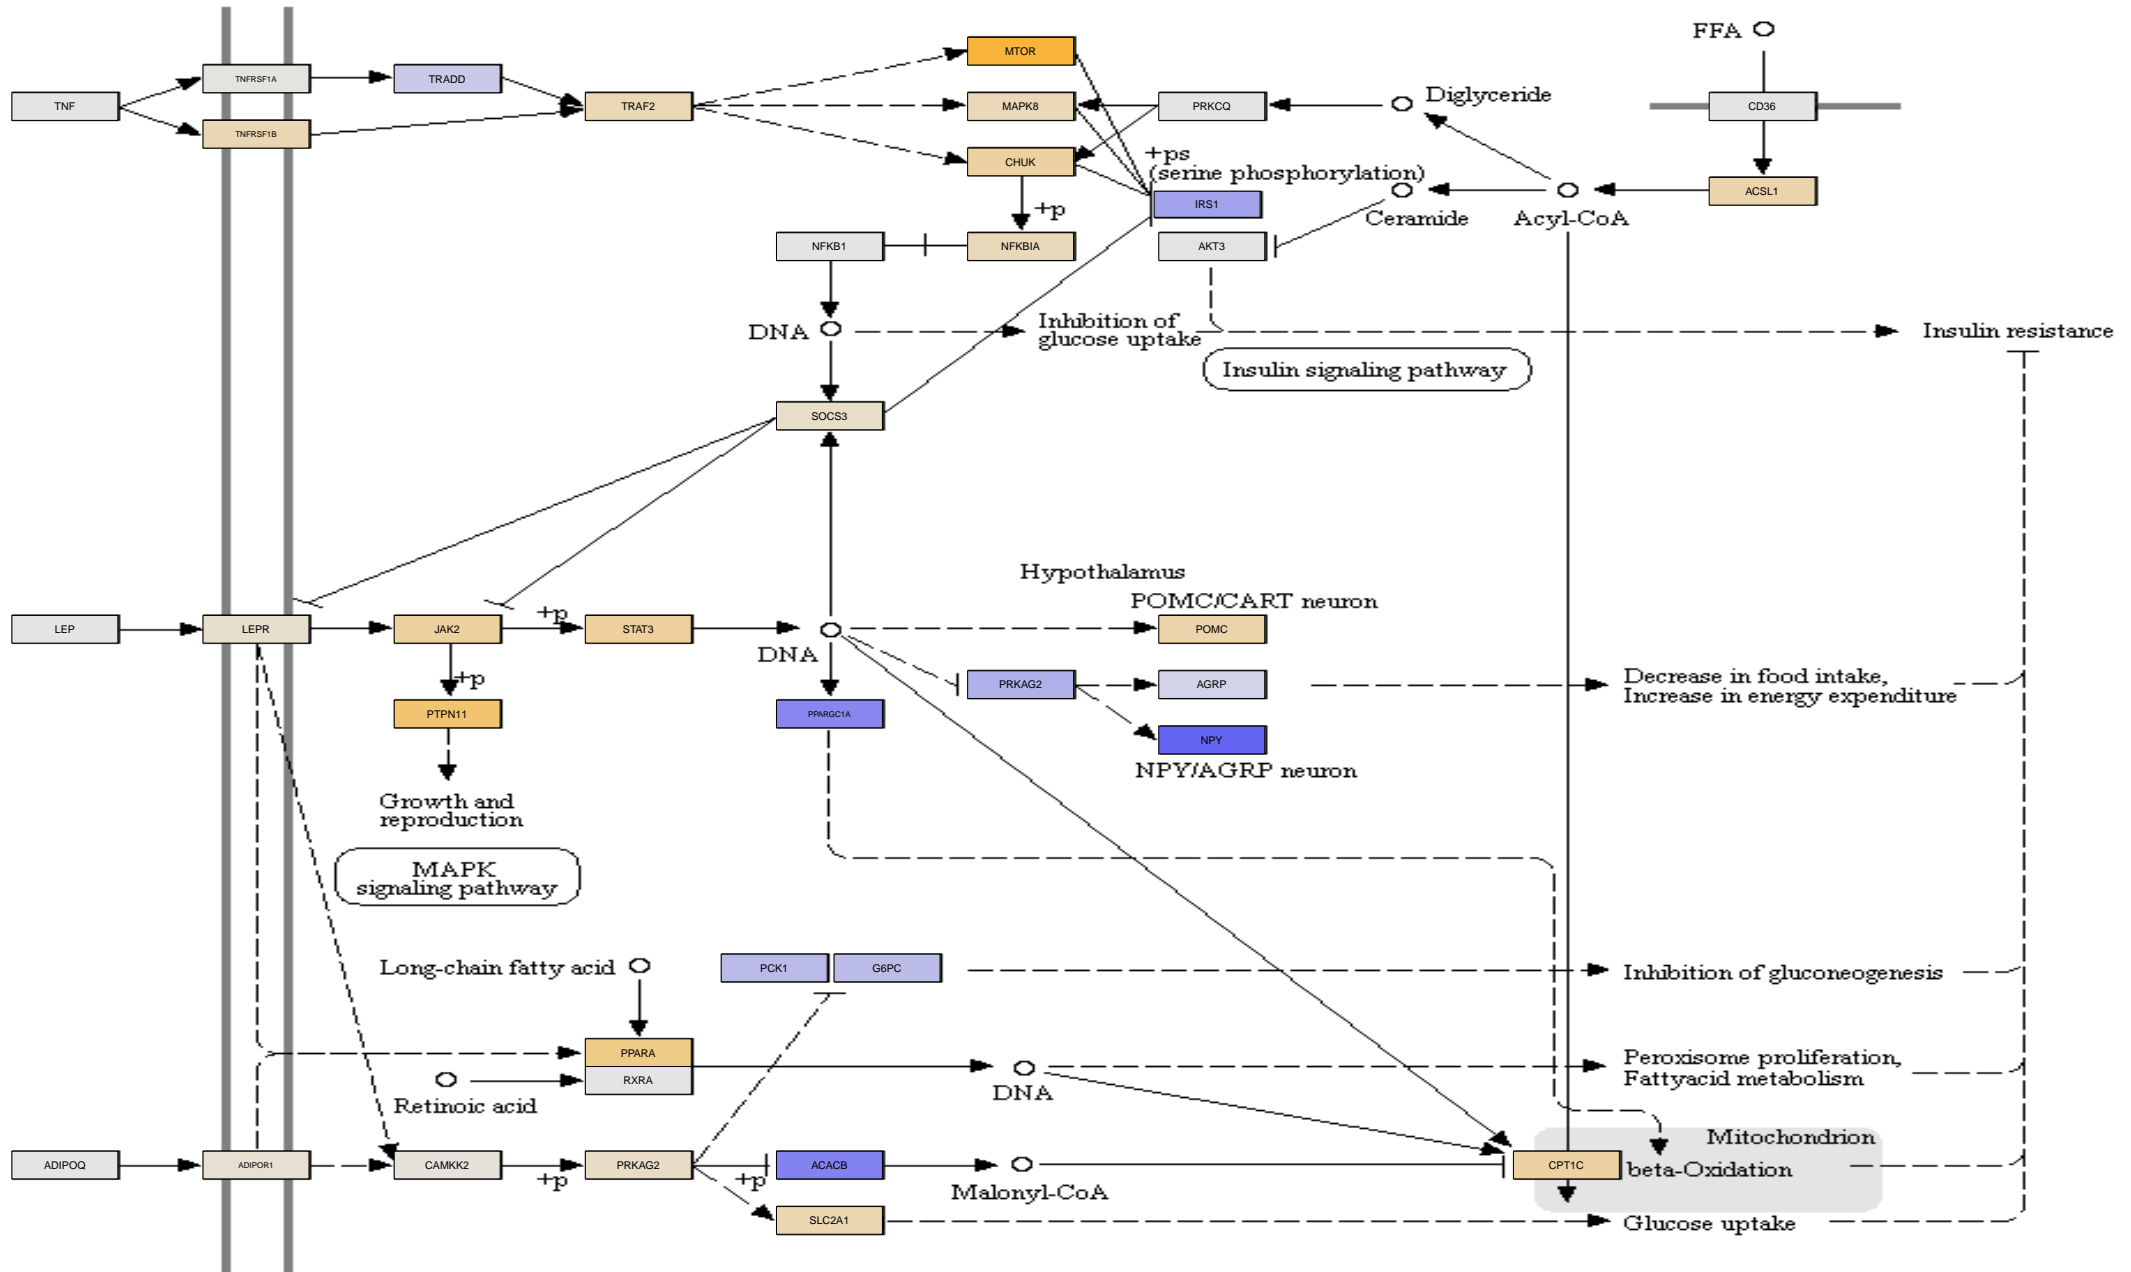 FFA
MTOR
TNFRSF1A
TRADD
TNF
TRAF2
MAPK8
PRKCQ
Diglyceride
CD36
TNFRSF1B
CHUK
+ps
(serine phosphorylation)
+p
IRS1
Ceramide
Acyl-CoA
ACSL1
NFKB1
NFKBIA
AKT3
DNA
Inhibition of
glucose uptake
Insulin resistance
Insulin signaling pathway
SOCS3
Hypothalamus
POMC/CART neuron
LEP
LEPR
JAK2
+p
STAT3
DNA
POMC
+p
PRKAG2
AGRP
Decrease in food intake,
Increase in energy expenditure
PTPN11
PPARGC1A
NPY
NPY/AGRP neuron
Growth and
reproduction
MAPK
signaling pathway
Long-chain fatty acid
PCK1
G6PC
Inhibition of gluconeogenesis
PPARA
RXRA
Retinoic acid
DNA
Peroxisome proliferation,
Fattyacid metabolism
Mitochondrion
ADIPOQ
ADIPOR1
CAMKK2
+p
PRKAG2
+p
ACACB
Malonyl-CoA
CPT1C
beta-Oxidation
SLC2A1
Glucose uptake